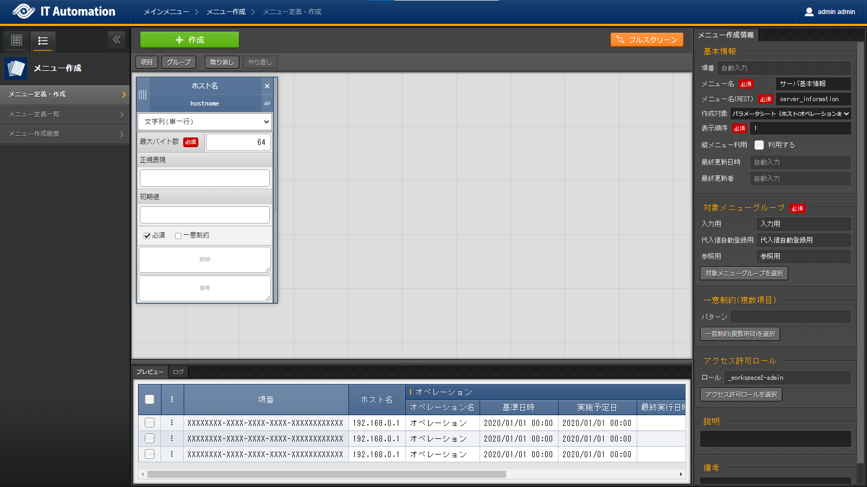 IT Automation
メインメニュー
メニュー作成
メニュー定義・作成
admin admin
メニュー作成
メニュー定義・作成
メニュー定義一覧
メニュー作成履歴
+ 作成
フルスクリーン
項目
グループ
取り消し
やり直し
ホスト名 ×
hostname
文字列(単一行)
最大バイト数 必須 64
正規表現
初期値
必須
一意制約
説明
備考
プレビュー
ログ
項番
ホスト名
オペレーション
オペレーション名
基準日時
実施予定日
最終実行日時
XXXXXXXX-XXXX-XXXX-XXXX-XXXXXXXXXXXX 192.168.0.1 オペレーション 2020/01/01 00:00 2020/01/01 00:00
XXXXXXXX-XXXX-XXXX-XXXX-XXXXXXXXXXXX 192.168.0.1 オペレーション 2020/01/01 00:00 2020/01/01 00:00
XXXXXXXX-XXXX-XXXX-XXXX-XXXXXXXXXXXX 192.168.0.1 オペレーション 2020/01/01 00:00 2020/01/01 00:00
メニュー作成情報
基本情報
項番 自動入力
メニュー名 必須 サーバ基本情報
メニュー名(REST) 必須 server_information
作成対象 パラメータシート（ホスト/オペレーションあ
表示順序 必須 1
縦メニュー利用 利用する
最終更新日時 自動入力
最終更新者 自動入力
対象メニューグループ 必須
入力用 入力用
代入値自動登録用 代入値自動登録用
参照用 参照用
対象メニューグループを選択
一意制約(複数項目)
パターン
一意制約(複数項目)を選択
アクセス許可ロール
ロール _workspace2-admin
アクセス許可ロールを選択
説明
備考